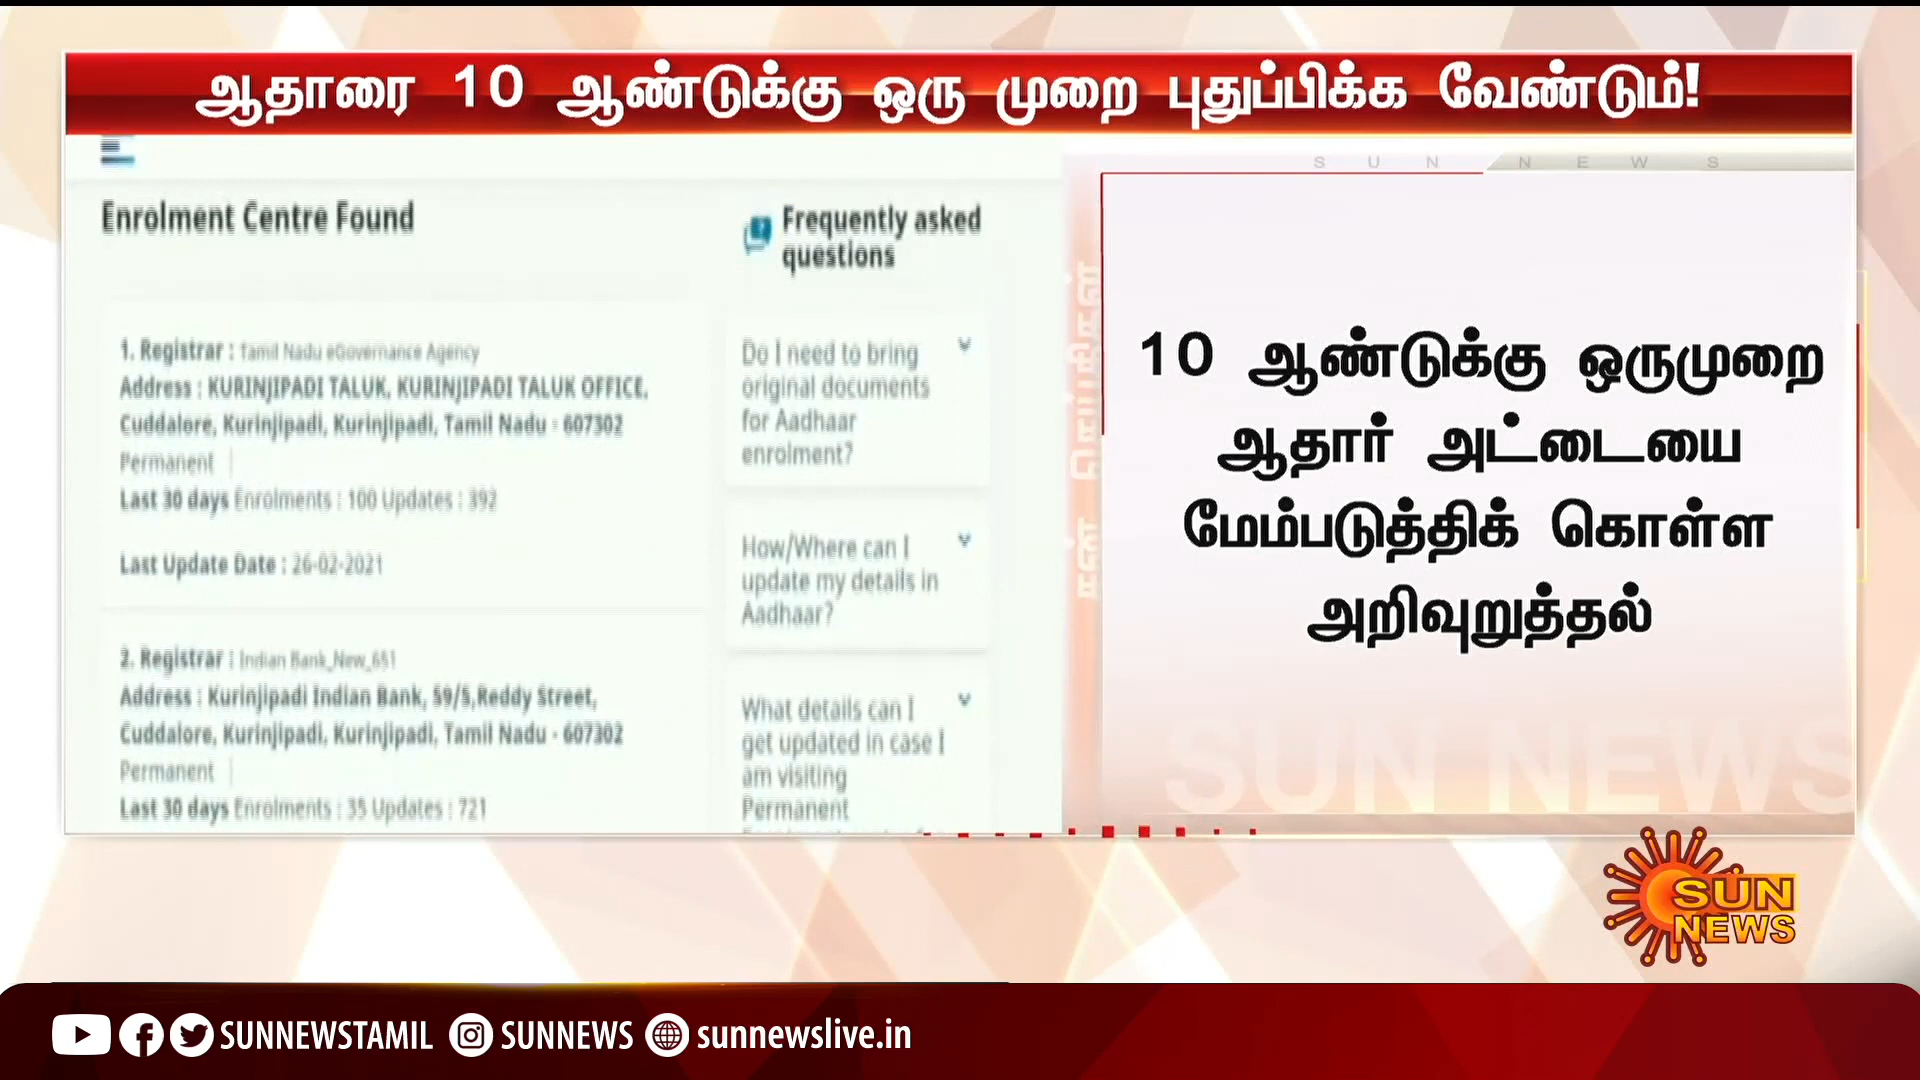 ஆதாரை 10 ஆண்டுக்கு ஒரு முறை புதுப்பிக்க வேண்டும்!
SUN NEWS
Enrolment Centre Found
1. Registrar : Tamil Nadu eGovernance Agency
Address : KURINJIPADI TALUK, KURINJIPADI TALUK OFFICE,
Cuddalore, Kurinjipadi, Kurinjipadi, Tamil Nadu - 607302
Permanent
Last 30 days Enrolments : 100 Updates : 392
Last Update Date : 26-02-2021
2. Registrar : Indian Bank_New_651
Address : Kurinjipadi Indian Bank, 59/5,Reddy Street,
Cuddalore, Kurinjipadi, Kurinjipadi, Tamil Nadu - 607302
Permanent
Last 30 days Enrolments : 35 Updates : 721
Frequently asked
questions
Do I need to bring
original documents
for Aadhaar
enrolment?
How/Where can I
update my details in
Aadhaar?
What details can I
get updated in case I
am visiting
Permanent
10 ஆண்டுக்கு ஒருமுறை
ஆதார் அட்டையை
மேம்படுத்திக் கொள்ள
அறிவுறுத்தல்
SUN NEWS
SUN
NEWS
SUNNEWSTAMIL SUNNEWS sunnewslive.in